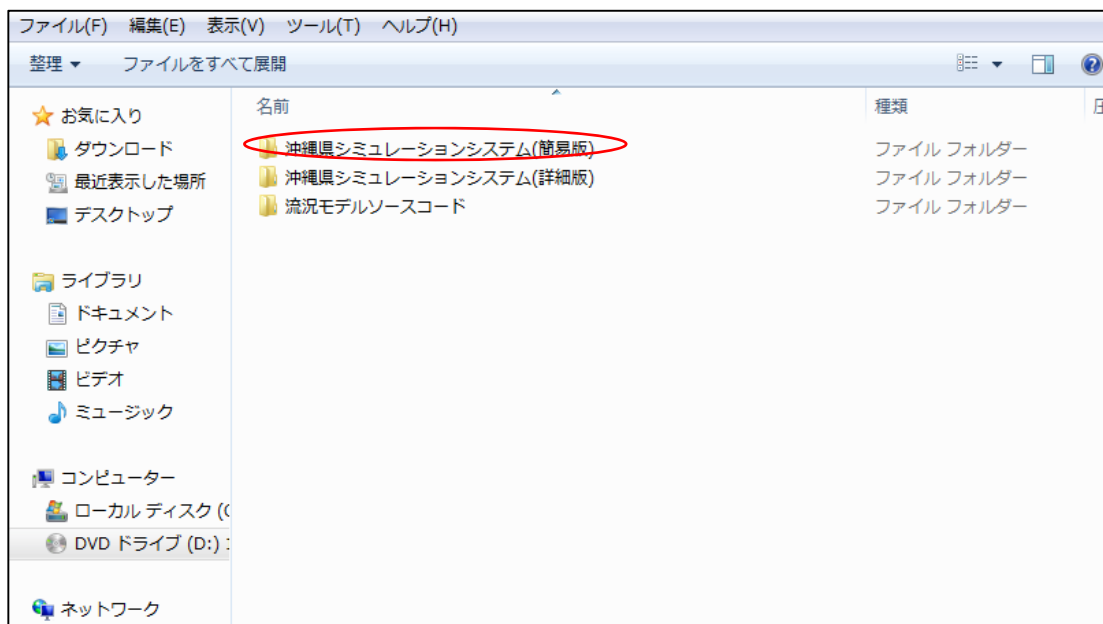 ファイル(F) 編集(E) 表示(V) ツール(T) ヘルプ(H)
整理 ファイルをすべて展開
お気に入り
ダウンロード
最近表示した場所
デスクトップ
ライブラリ
ドキュメント
ピクチャ
ビデオ
ミュージック
コンピューター
ローカル ディスク (C
DVD ドライブ (D:)
ネットワーク
名前 種類
沖縄県シミュレーションシステム(簡易版) ファイル フォルダー
沖縄県シミュレーションシステム(詳細版) ファイル フォルダー
流況モデルソースコード ファイル フォルダー